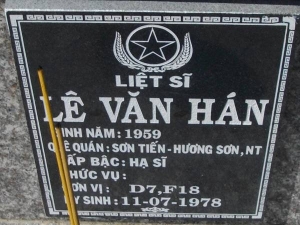 LIỆT SĨ
LÊ VĂN HÁN
INH NĂM: 1959
QUÊ QUÁN: SƠN TIẾN-HƯƠNG SƠN, NT
ẤP BẬC: HẠ SĨ
HỨC VỤ:
ƠN VỊ: D7,F18
Y SINH: 11-07-1978